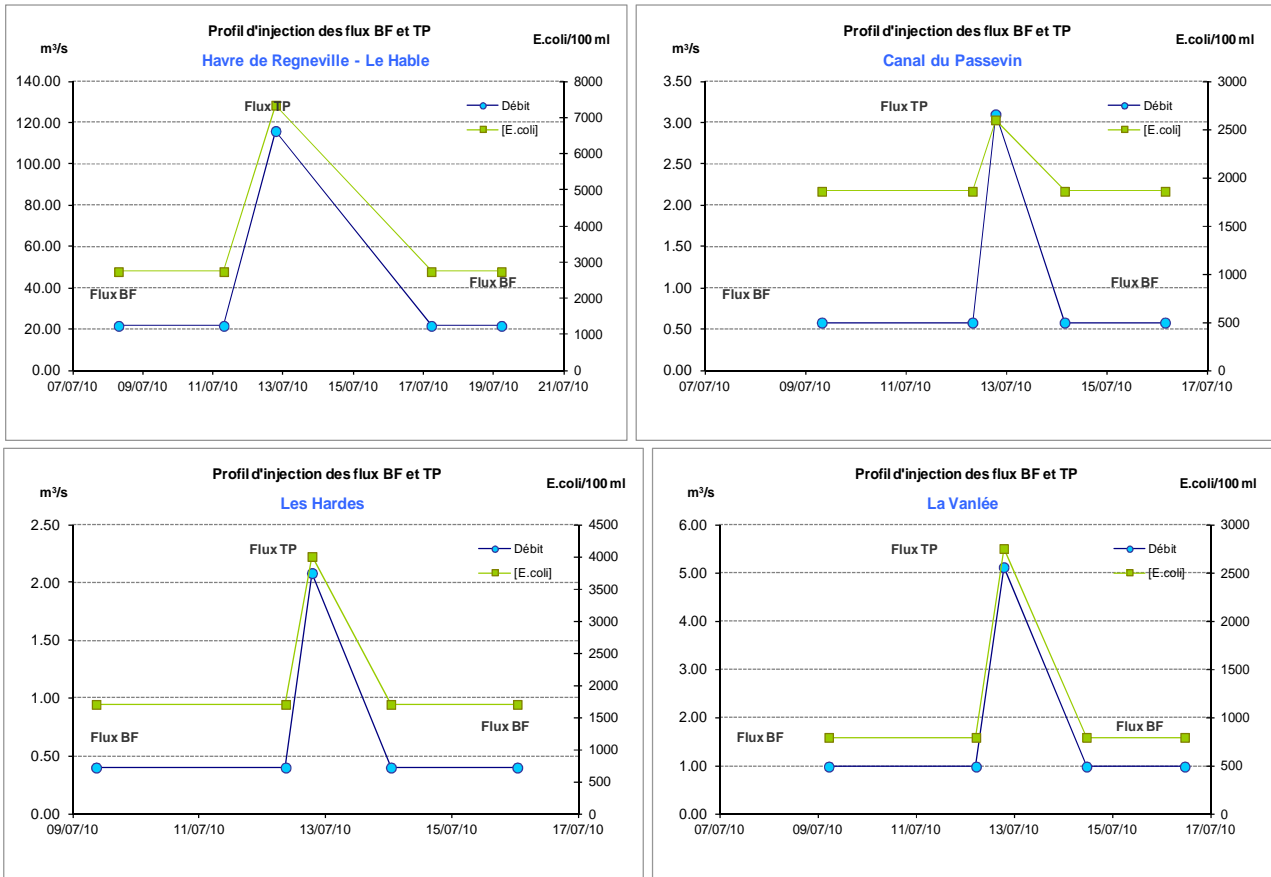 Profil d'injection des flux BF et TP
m³/s
E.coli/100 ml
Havre de Regneville - Le Hable
140.00
120.00
100.00
80.00
60.00
40.00
20.00
0.00
8000
7000
6000
5000
4000
3000
2000
1000
0
Flux TP
Débit
[E.coli]
Flux BF
Flux BF
07/07/10 09/07/10 11/07/10 13/07/10 15/07/10 17/07/10 19/07/10 21/07/10
Profil d'injection des flux BF et TP
m³/s
E.coli/100 ml
Canal du Passevin
3.50
3.00
2.50
2.00
1.50
1.00
0.50
0.00
3000
2500
2000
1500
1000
500
0
Flux TP
Débit
[E.coli]
Flux BF
Flux BF
07/07/10 09/07/10 11/07/10 13/07/10 15/07/10 17/07/10
Profil d'injection des flux BF et TP
m³/s
E.coli/100 ml
Les Hardes
2.50
2.00
1.50
1.00
0.50
0.00
4500
4000
3500
3000
2500
2000
1500
1000
500
0
Flux TP
Débit
[E.coli]
Flux BF
Flux BF
09/07/10 11/07/10 13/07/10 15/07/10 17/07/10
Profil d'injection des flux BF et TP
m³/s
E.coli/100 ml
La Vanlée
6.00
5.00
4.00
3.00
2.00
1.00
0.00
3000
2500
2000
1500
1000
500
0
Flux TP
Débit
[E.coli]
Flux BF
Flux BF
07/07/10 09/07/10 11/07/10 13/07/10 15/07/10 17/07/10